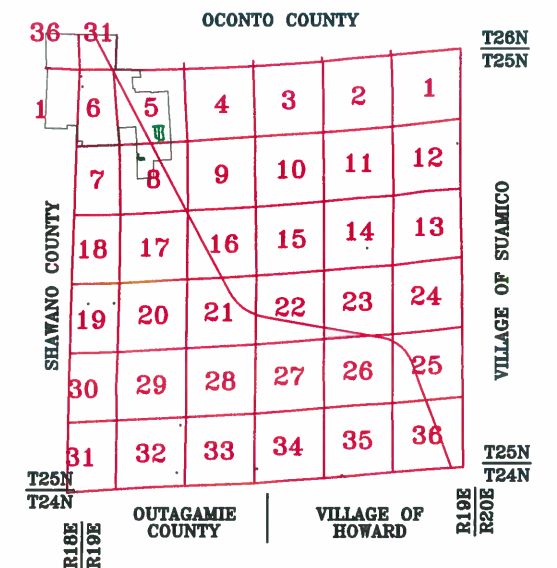 OCONTO COUNTY
36 31
T26N
T25N
1 6 5 4 3 2 1
7 8 9 10 11 12
18 17 16 15 14 13
19 20 21 22 23 24
30 29 28 27 26 25
31 32 33 34 35 36
SHAWANO COUNTY
VILLAGE OF SUAMICO
T25N
T24N
T25N
T24N
OUTAGAMIE
COUNTY
VILLAGE OF
HOWARD
R18E
R19E
R19E
R20E